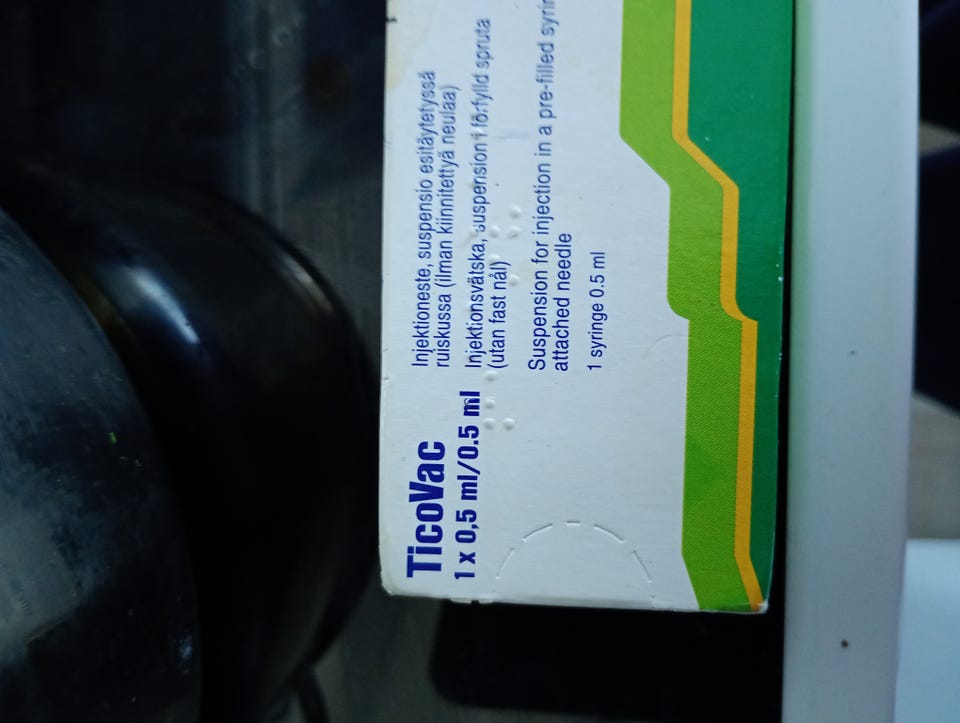 TicoVac
1 x 0,5 ml/0.5 ml
Injektioneste, suspensio esitäytetyssä
ruiskussa (ilman kiinnitettyä neulaa)
Injektionsvätska, suspension i förfylld spruta
(utan fast nål)
Suspension for injection in a pre-filled
attached needle
1 syringe 0.5 ml